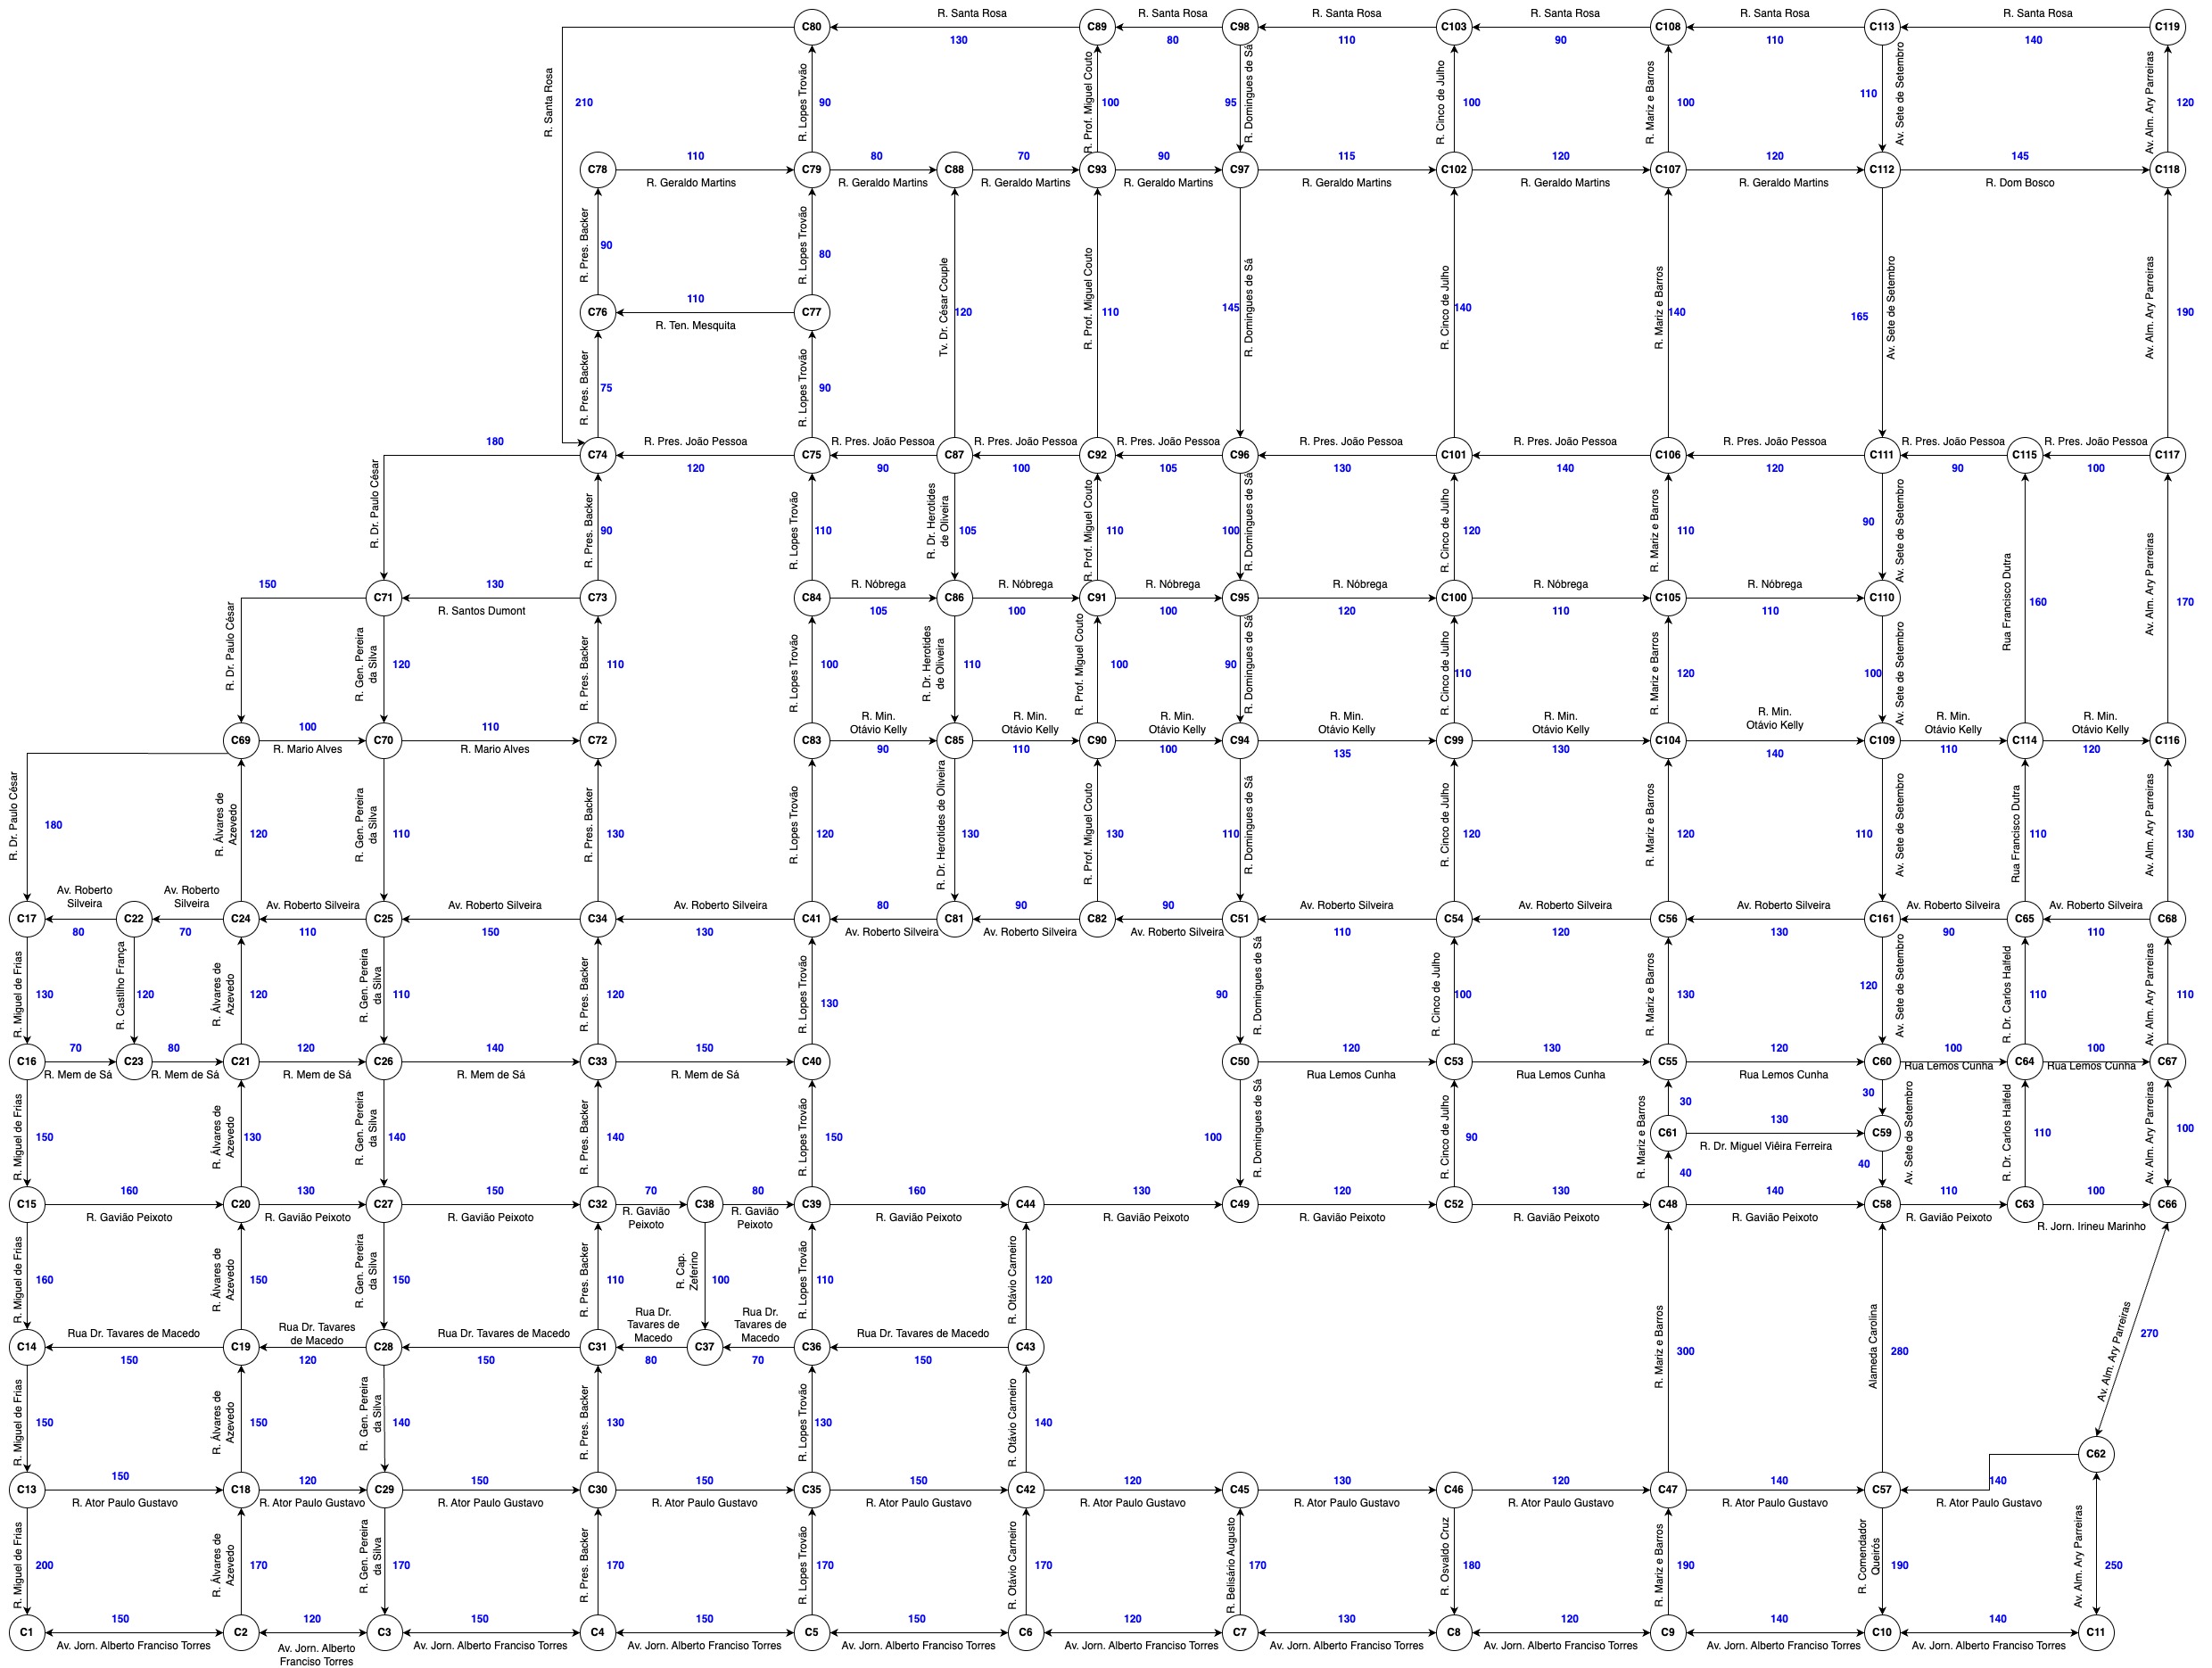 R. Santa Rosa
R. Santa Rosa
R. Santa Rosa
R. Santa Rosa
R. Santa Rosa
R. Santa Rosa
C80
C89
C98
C103
C108
C113
C119
130
80
110
90
110
140
R. Santa Rosa
210
R. Lopes Trovão
90
R. Prof. Miguel Couto
100
95
R. Domingues de Sá
R. Cinco de Julho
100
R. Mariz e Barros
100
110
Av. Sete de Setembro
Av. Alm. Ary Parreiras
120
110
80
70
90
115
120
120
145
C78
C79
C88
C93
C97
C102
C107
C112
C118
R. Geraldo Martins
R. Geraldo Martins
R. Geraldo Martins
R. Geraldo Martins
R. Geraldo Martins
R. Geraldo Martins
R. Geraldo Martins
R. Dom Bosco
R. Pres. Backer
90
R. Lopes Trovão
80
110
C76
C77
R. Ten. Mesquita
Tv. Dr. César Couple
120
R. Prof. Miguel Couto
110
145
R. Domingues de Sá
R. Cinco de Julho
140
R. Mariz e Barros
140
165
Av. Sete de Setembro
Av. Alm. Ary Parreiras
190
R. Pres. Backer
75
R. Lopes Trovão
90
180
R. Pres. João Pessoa
R. Pres. João Pessoa
R. Pres. João Pessoa
R. Pres. João Pessoa
R. Pres. João Pessoa
R. Pres. João Pessoa
R. Pres. João Pessoa
R. Pres. João Pessoa
R. Pres. João Pessoa
C74
C75
C87
C92
C96
C101
C106
C111
C115
C117
120
90
100
105
130
140
120
90
100
R. Dr. Paulo César
R. Pres. Backer
90
R. Lopes Trovão
110
R. Dr. Herotides
de Oliveira
105
R. Prof. Miguel Couto
110
100
R. Domingues de Sá
R. Cinco de Julho
120
R. Mariz e Barros
110
90
Av. Sete de Setembro
Rua Francisco Dutra
160
Av. Alm. Ary Parreiras
170
150
130
R. Nóbrega
R. Nóbrega
R. Nóbrega
R. Nóbrega
R. Nóbrega
R. Nóbrega
C71
C73
C84
C86
C91
C95
C100
C105
C110
R. Santos Dumont
105
100
100
120
110
110
R. Dr. Paulo César
R. Gen. Pereira
da Silva
120
R. Pres. Backer
110
R. Lopes Trovão
100
R. Dr. Herotides
de Oliveira
110
R. Prof. Miguel Couto
100
90
R. Domingues de Sá
R. Cinco de Julho
110
R. Mariz e Barros
120
100
Av. Sete de Setembro
100
110
R. Min.
Otávio Kelly
R. Min.
Otávio Kelly
R. Min.
Otávio Kelly
R. Min.
Otávio Kelly
R. Min.
Otávio Kelly
R. Min.
Otávio Kelly
R. Min.
Otávio Kelly
R. Min.
Otávio Kelly
C69
C70
C72
C83
C85
C90
C94
C99
C104
C109
C114
C116
R. Mario Alves
R. Mario Alves
90
110
100
135
130
140
110
120
R. Dr. Paulo César
180
R. Álvares de
Azevedo
120
R. Gen. Pereira
da Silva
110
R. Pres. Backer
130
R. Lopes Trovão
120
R. Dr. Herotides de Oliveira
130
R. Prof. Miguel Couto
130
110
R. Domingues de Sá
R. Cinco de Julho
120
R. Mariz e Barros
120
110
Av. Sete de Setembro
Rua Francisco Dutra
110
Av. Alm. Ary Parreiras
130
Av. Roberto
Silveira
Av. Roberto
Silveira
Av. Roberto Silveira
Av. Roberto Silveira
Av. Roberto Silveira
80
90
90
Av. Roberto Silveira
Av. Roberto Silveira
Av. Roberto Silveira
Av. Roberto Silveira
Av. Roberto Silveira
C17
C22
C24
C25
C34
C41
C81
C82
C51
C54
C56
C161
C65
C68
80
70
110
150
130
Av. Roberto Silveira
Av. Roberto Silveira
Av. Roberto Silveira
110
120
130
90
110
R. Miguel de Frias
130
R. Castilho França
120
R. Álvares de
Azevedo
120
R. Gen. Pereira
da Silva
110
R. Pres. Backer
120
R. Lopes Trovão
130
90
R. Domingues de Sá
R. Cinco de Julho
100
R. Mariz e Barros
130
120
Av. Sete de Setembro
R. Dr. Carlos Halfeld
110
Av. Alm. Ary Parreiras
110
70
80
120
140
150
120
130
120
100
100
C16
C23
C21
C26
C33
C40
C50
C53
C55
C60
C64
C67
R. Mem de Sá
R. Mem de Sá
R. Mem de Sá
R. Mem de Sá
R. Mem de Sá
Rua Lemos Cunha
Rua Lemos Cunha
Rua Lemos Cunha
Rua Lemos Cunha
Rua Lemos Cunha
R. Miguel de Frias
150
R. Álvares de
Azevedo
130
R. Gen. Pereira
da Silva
140
R. Pres. Backer
140
R. Lopes Trovão
150
100
R. Domingues de Sá
R. Cinco de Julho
90
R. Mariz e Barros
30
30
C61
130
C59
R. Dr. Miguel Viêira Ferreira
40
40
Av. Sete de Setembro
R. Dr. Carlos Halfeld
110
Av. Alm. Ary Parreiras
100
160
130
150
70
80
160
130
120
130
140
110
100
C15
C20
C27
C32
C38
C39
C44
C49
C52
C48
C58
C63
C66
R. Gavião Peixoto
R. Gavião Peixoto
R. Gavião Peixoto
R. Gavião
Peixoto
R. Gavião
Peixoto
R. Gavião Peixoto
R. Gavião Peixoto
R. Gavião Peixoto
R. Gavião Peixoto
R. Gavião Peixoto
R. Gavião Peixoto
R. Jorn. Irineu Marinho
R. Miguel de Frias
160
R. Álvares de
Azevedo
150
R. Gen. Pereira
da Silva
150
R. Pres. Backer
110
R. Cap.
Zeferino
100
R. Lopes Trovão
110
R. Otávio Carneiro
120
R. Mariz e Barros
300
Alameda Carolina
280
Av. Alm. Ary Parreiras
270
Rua Dr. Tavares de Macedo
Rua Dr. Tavares
de Macedo
Rua Dr. Tavares de Macedo
Rua Dr.
Tavares de
Macedo
Rua Dr.
Tavares de
Macedo
Rua Dr. Tavares de Macedo
C14
C19
C28
C31
C37
C36
C43
150
120
150
80
70
150
R. Miguel de Frias
150
R. Álvares de
Azevedo
150
R. Gen. Pereira
da Silva
140
R. Pres. Backer
130
R. Lopes Trovão
130
R. Otávio Carneiro
140
C62
150
120
150
150
150
120
130
120
140
140
C13
C18
C29
C30
C35
C42
C45
C46
C47
C57
R. Ator Paulo Gustavo
R. Ator Paulo Gustavo
R. Ator Paulo Gustavo
R. Ator Paulo Gustavo
R. Ator Paulo Gustavo
R. Ator Paulo Gustavo
R. Ator Paulo Gustavo
R. Ator Paulo Gustavo
R. Ator Paulo Gustavo
R. Ator Paulo Gustavo
R. Miguel de Frias
200
R. Álvares de
Azevedo
170
R. Gen. Pereira
da Silva
170
R. Pres. Backer
170
R. Lopes Trovão
170
R. Otávio Carneiro
170
R. Belisário Augusto
170
R. Osvaldo Cruz
180
R. Mariz e Barros
190
R. Comendador
Queirós
190
Av. Alm. Ary Parreiras
250
150
120
150
150
150
120
130
120
140
140
C1
C2
C3
C4
C5
C6
C7
C8
C9
C10
C11
Av. Jorn. Alberto Franciso Torres
Av. Jorn. Alberto
Franciso Torres
Av. Jorn. Alberto Franciso Torres
Av. Jorn. Alberto Franciso Torres
Av. Jorn. Alberto Franciso Torres
Av. Jorn. Alberto Franciso Torres
Av. Jorn. Alberto Franciso Torres
Av. Jorn. Alberto Franciso Torres
Av. Jorn. Alberto Franciso Torres
Av. Jorn. Alberto Franciso Torres